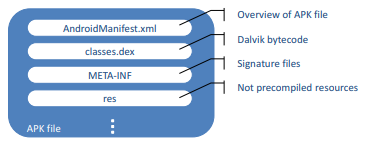 AndroidManifest.xml
Overview of APK file
classes.dex
Dalvik bytecode
META-INF
Signature files
res
Not precompiled resources
APK file